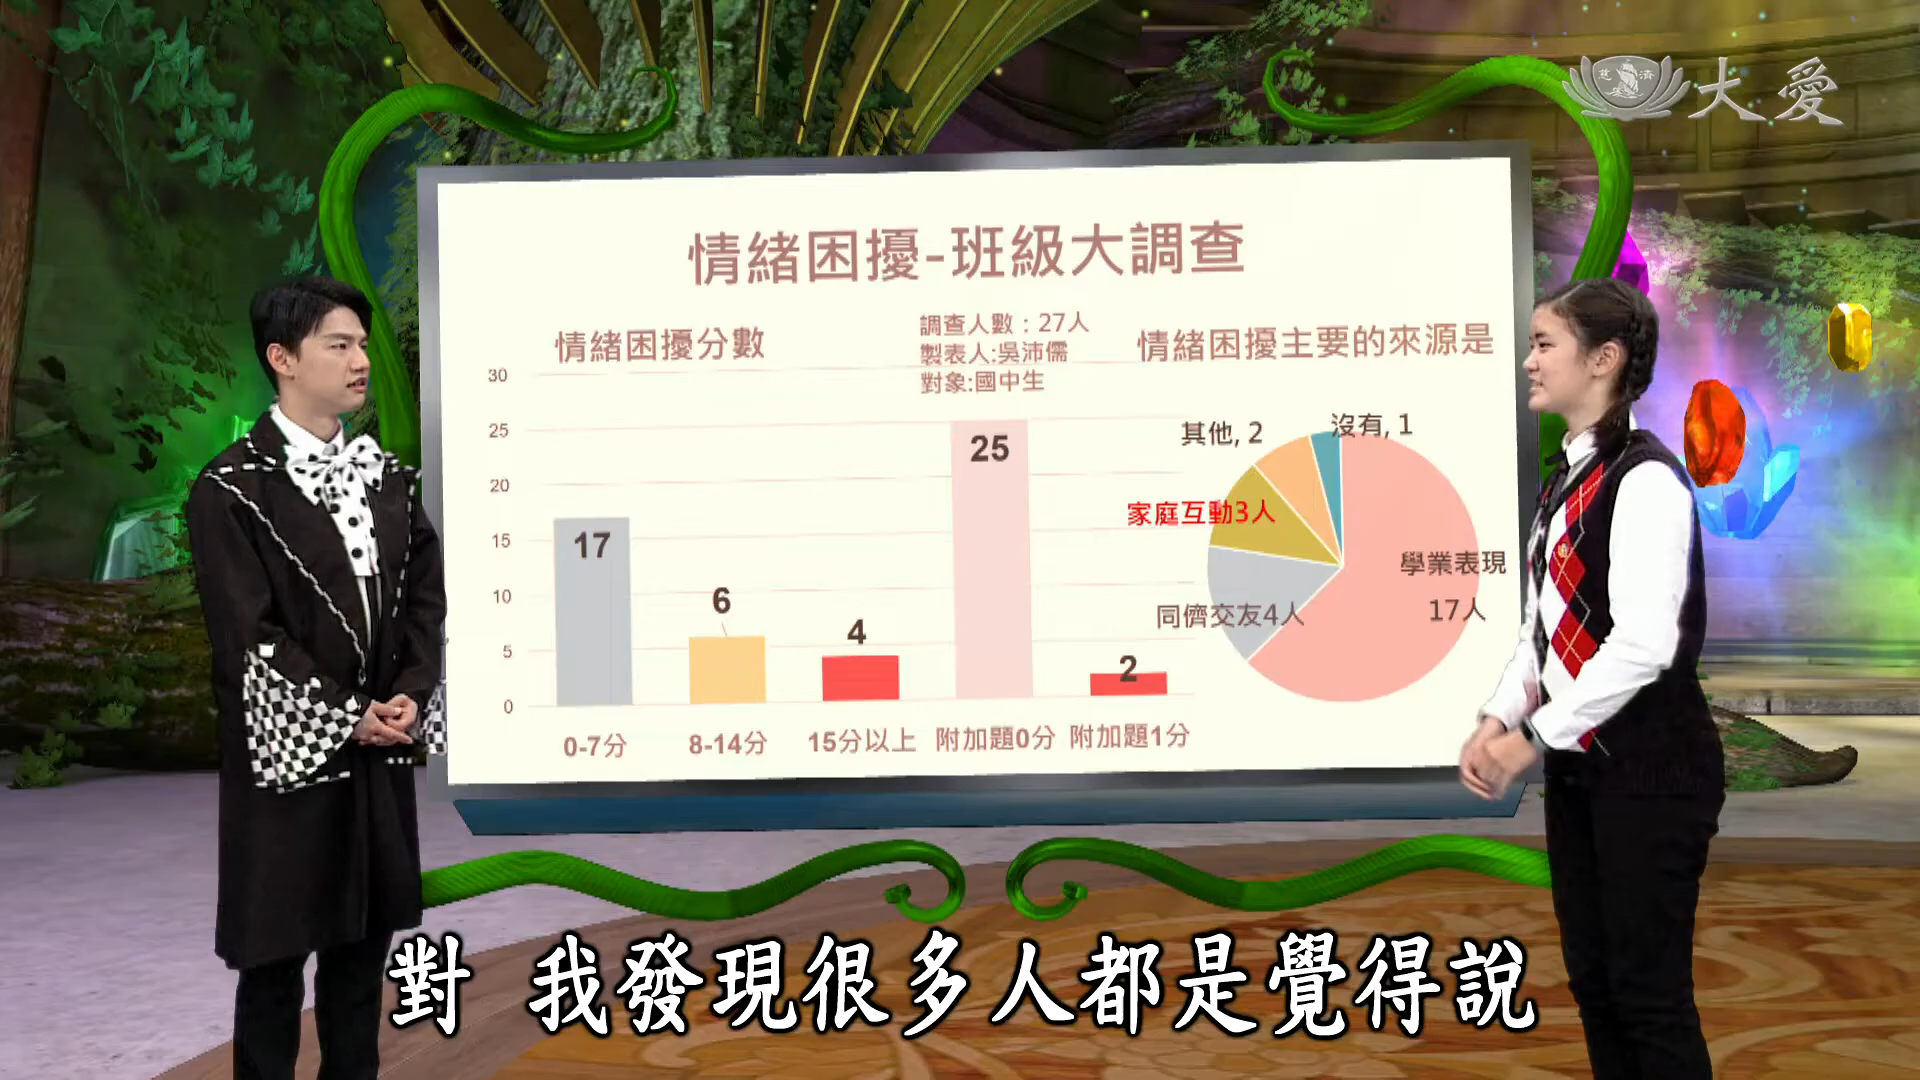 慈濟
大愛
情緒困擾-班級大調查
情緒困擾分數
調查人數：27人
製表人:吳沛儒
對象:國中生
情緒困擾主要的來源是
30
25
20
15
10
5
0
17
6
4
25
2
0-7分
8-14分
15分以上
附加題0分
附加題1分
其他, 2
沒有, 1
家庭互動3人
同儕交友4人
學業表現
17人
對 我發現很多人都是覺得說